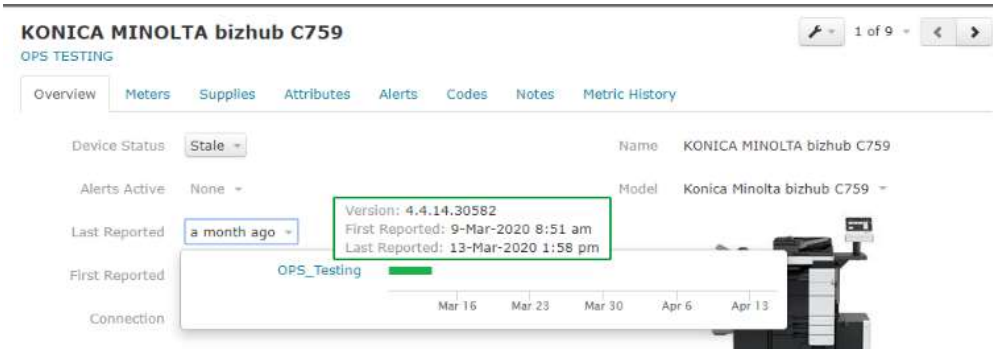 KONICA MINOLTA bizhub C759
1 of 9
OPS TESTING
Overview Meters Supplies Attributes Alerts Codes Notes Metric History
Device Status Stale Name KONICA MINOLTA bizhub C759
Alerts Active None Model Konica Minolta bizhub C759
Version: 4.4.14.30582
Last Reported a month ago First Reported: 9-Mar-2020 8:51 am
Last Reported: 13-Mar-2020 1:58 pm
First Reported OPS_Testing
Mar 16 Mar 23 Mar 30 Apr 6 Apr 13
Connection